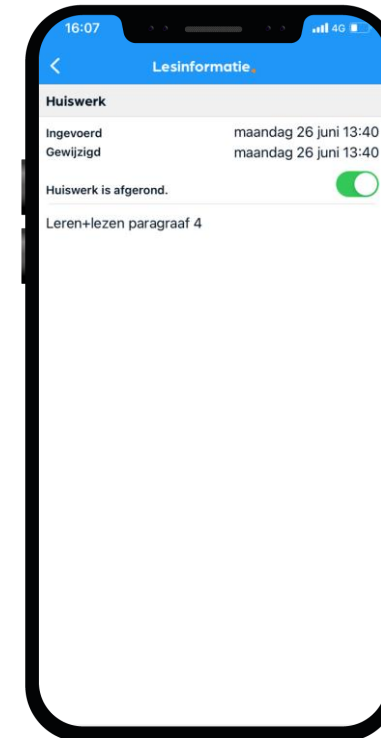 16:07 4G
Lesinformatie.
Huiswerk
Ingevoerd maandag 26 juni 13:40
Gewijzigd maandag 26 juni 13:40
Huiswerk is afgerond.
Leren+lezen paragraaf 4